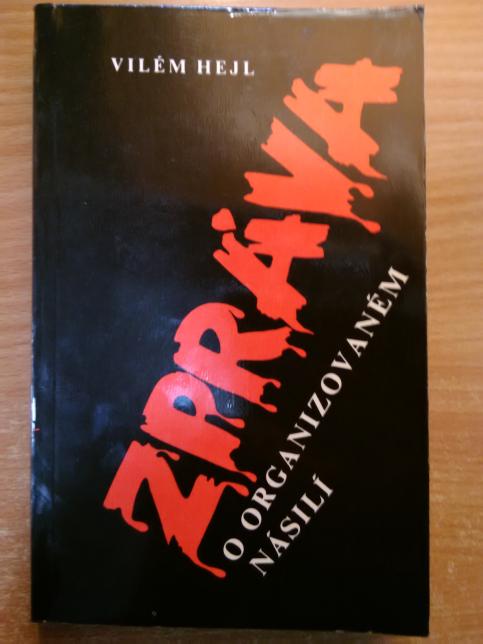 VILÉM HEJL
ZPRÁVA
O ORGANIZOVANÉM
NÁSILÍ